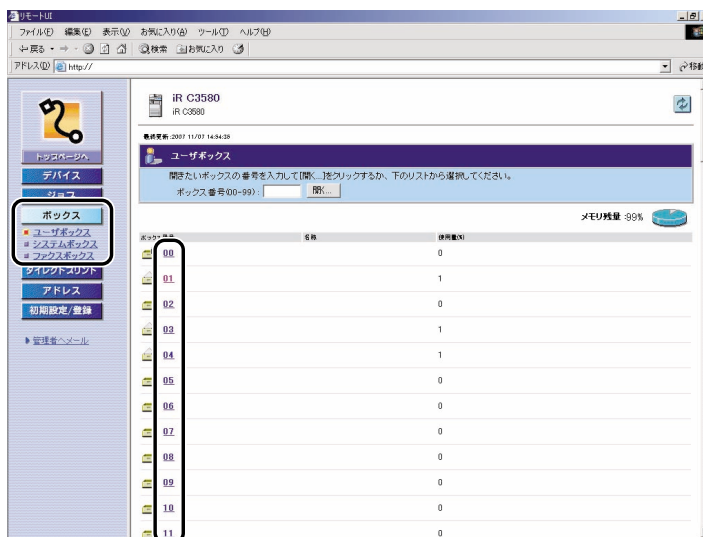 リモートUI
ファイル(F) 編集(E) 表示(V) お気に入り(A) ツール(T) ヘルプ(H)
戻る 検索 お気に入り
アドレス(D) http:// 移動
iR C3580
iR C3580
最終更新:2007 11/07 14:54:38
トップページへ
デバイス
ジョブ
ボックス
ユーザボックス
システムボックス
ファクスボックス
ダイレクトプリント
アドレス
初期設定/登録
管理者へメール
ユーザボックス
開きたいボックスの番号を入力して[開く...]をクリックするか、下のリストから選択してください。
ボックス番号(00-99): 開く...
メモリ残量 :99%
ボックス番号 名称 使用量(%)
00 0
01 1
02 0
03 1
04 1
05 0
06 0
07 0
08 0
09 0
10 0
11 0